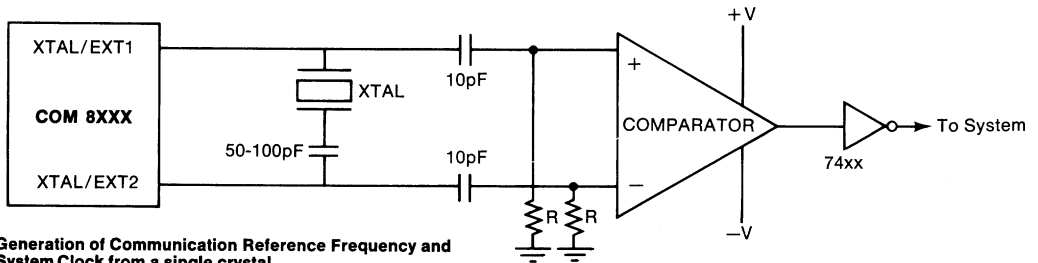 XTAL/EXT1
COM 8XXX
XTAL/EXT2
XTAL
50-100pF
10pF
10pF
R
R
+
COMPARATOR
−
+V
−V
74xx
To System
Generation of Communication Reference Frequency and
System Clock from a single crystal